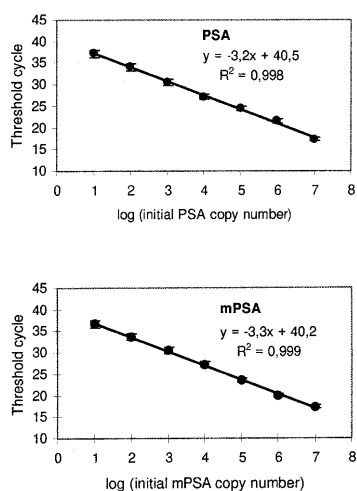 PSA
y = -3,2x + 40,5
R² = 0,998
Threshold cycle
45
40
35
30
25
20
15
10
0 1 2 3 4 5 6 7 8
log (initial PSA copy number)
mPSA
y = -3,3x + 40,2
R² = 0,999
Threshold cycle
45
40
35
30
25
20
15
10
0 1 2 3 4 5 6 7 8
log (initial mPSA copy number)